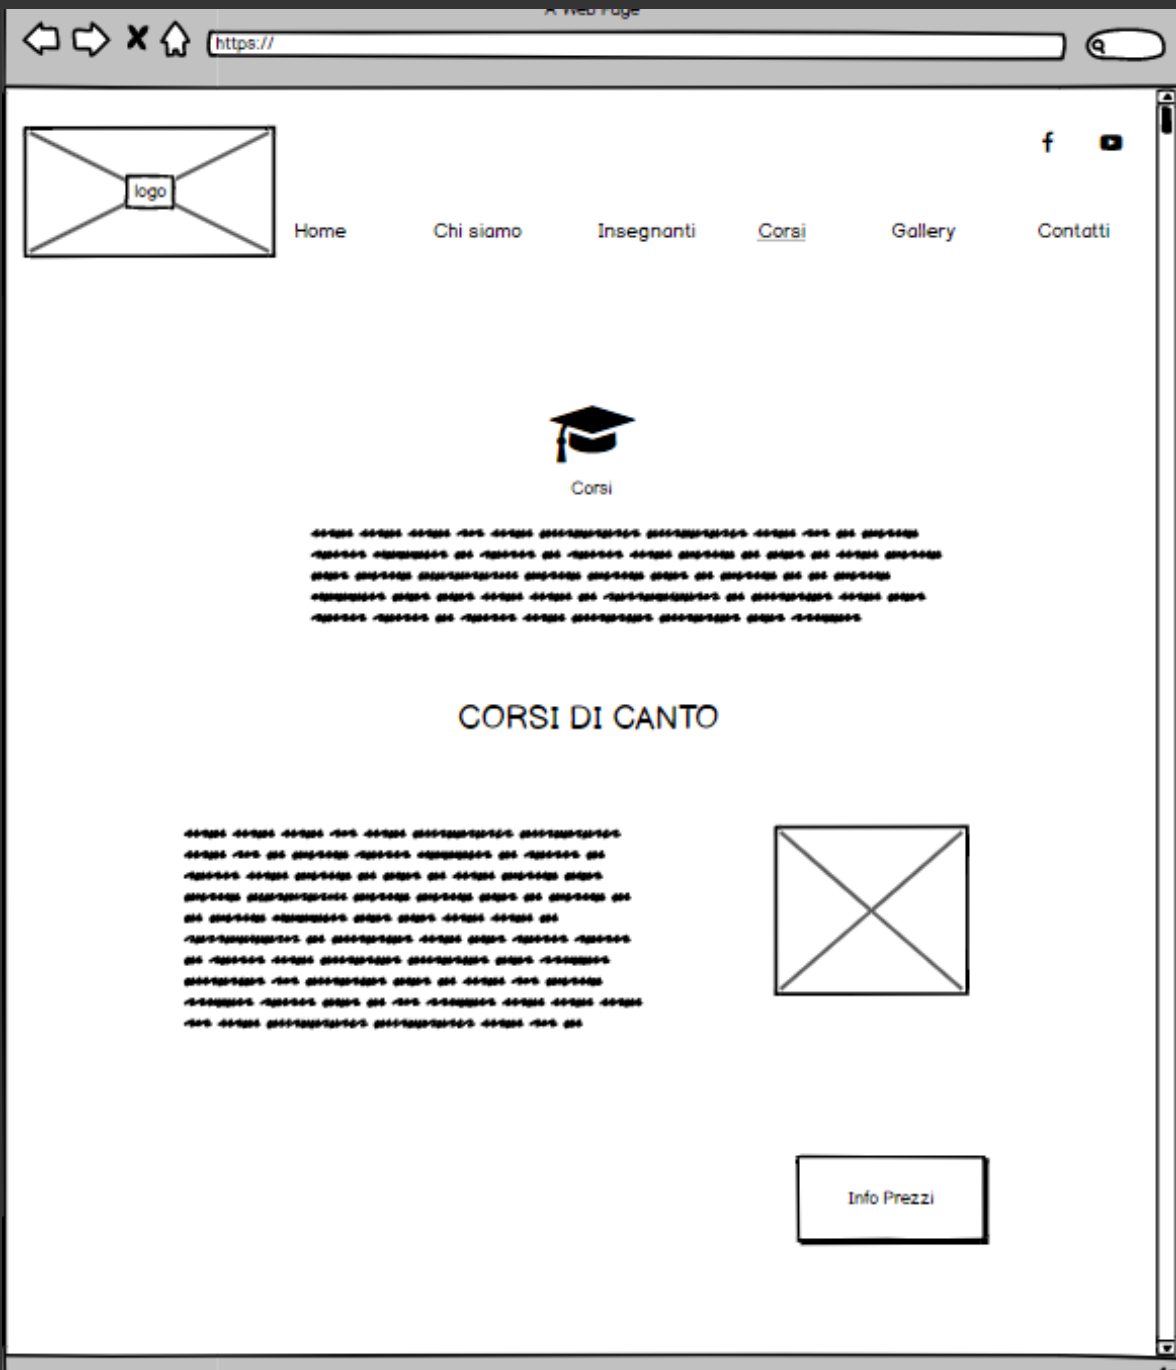 A Web Page
https://
logo
Home Chi siamo Insegnanti Corsi Gallery Contatti
Corsi
CORSI DI CANTO
Info Prezzi